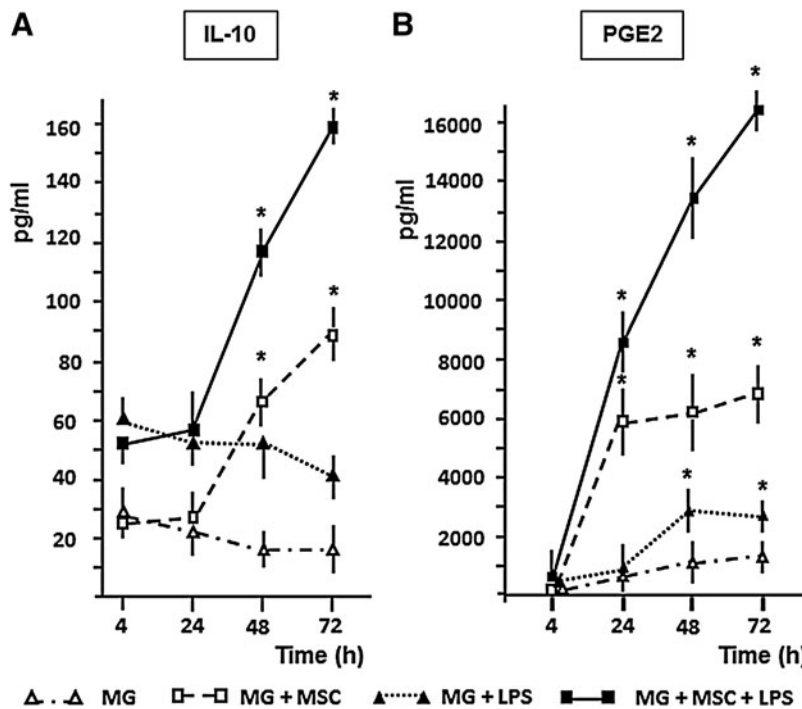 A
IL-10
B
PGE2
pg/ml
160
140
120
100
80
60
40
20
4 24 48 72
Time (h)
pg/ml
16000
14000
12000
10000
8000
6000
4000
2000
4 24 48 72
Time (h)
* * * *
* * * * * * * *
MG MG + MSC MG + LPS MG + MSC + LPS